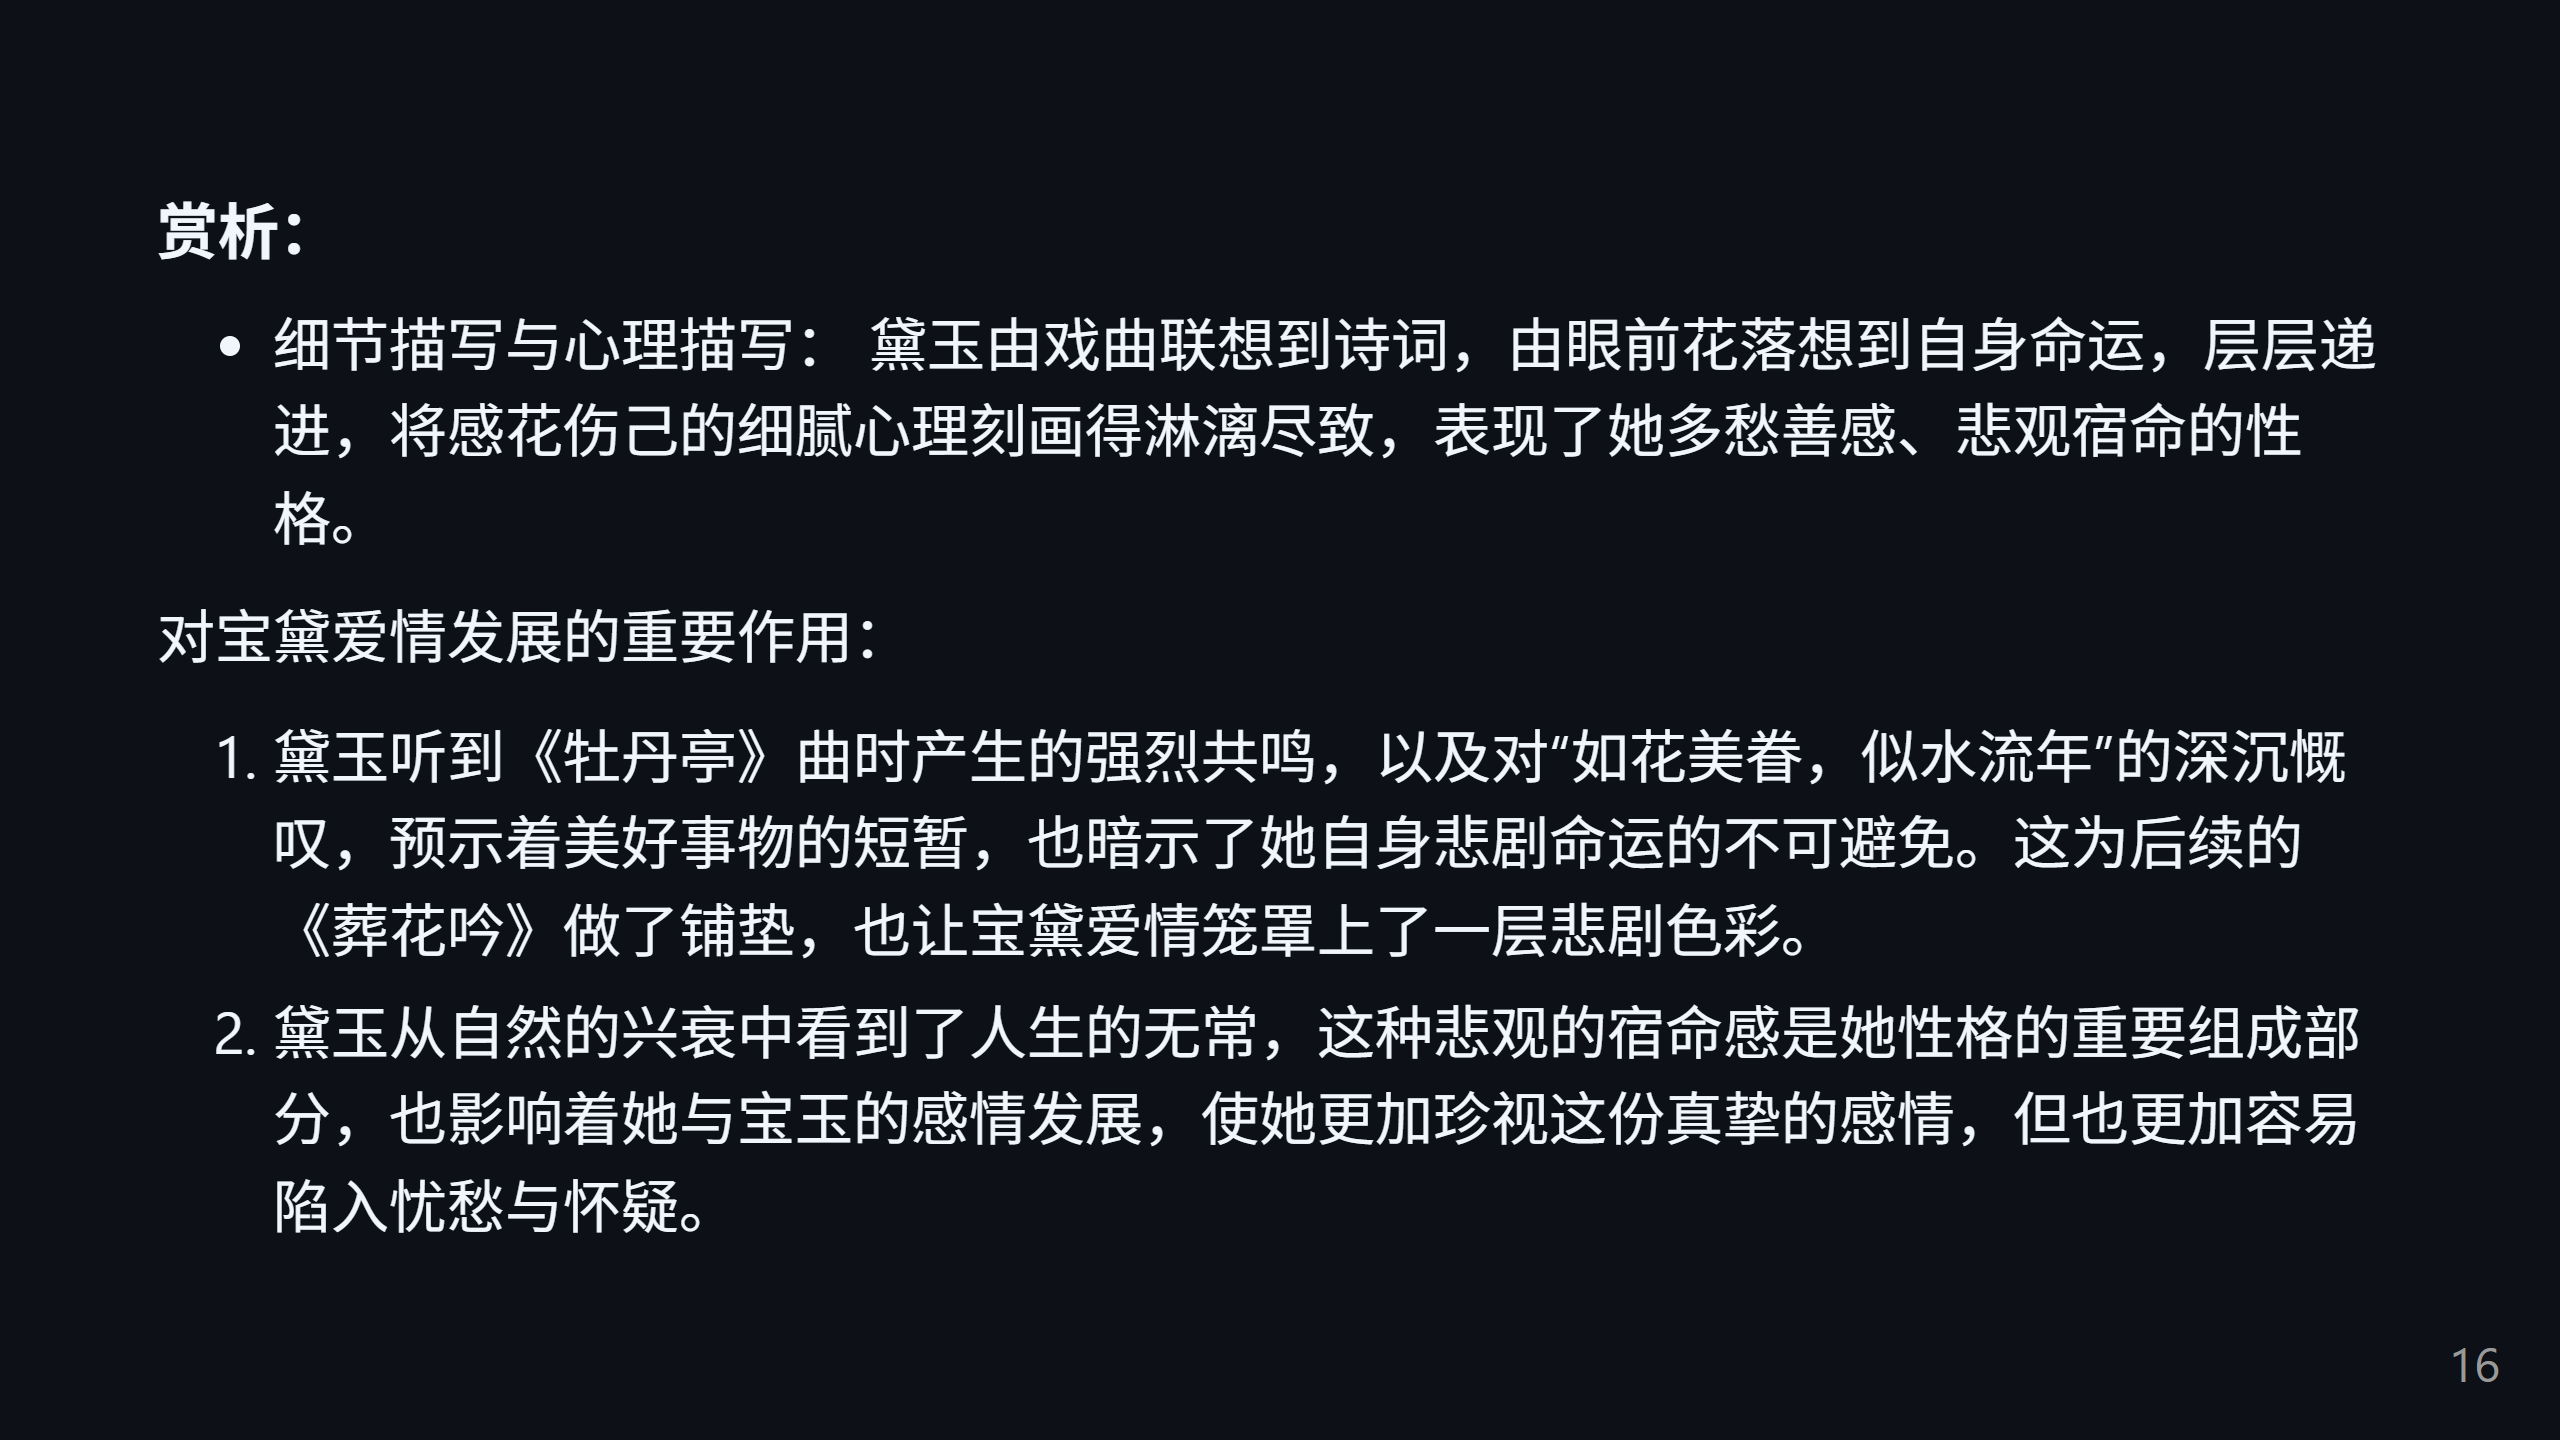 赏析：
• 细节描写与心理描写： 黛玉由戏曲联想到诗词，由眼前花落想到自身命运，层层递
进，将感花伤己的细腻心理刻画得淋漓尽致，表现了她多愁善感、悲观宿命的性
格。
对宝黛爱情发展的重要作用：
1. 黛玉听到《牡丹亭》曲时产生的强烈共鸣，以及对“如花美眷，似水流年”的深沉慨
叹，预示着美好事物的短暂，也暗示了她自身悲剧命运的不可避免。这为后续的
《葬花吟》做了铺垫，也让宝黛爱情笼罩上了一层悲剧色彩。
2. 黛玉从自然的兴衰中看到了人生的无常，这种悲观的宿命感是她性格的重要组成部
分，也影响着她与宝玉的感情发展，使她更加珍视这份真挚的感情，但也更加容易
陷入忧愁与怀疑。
16